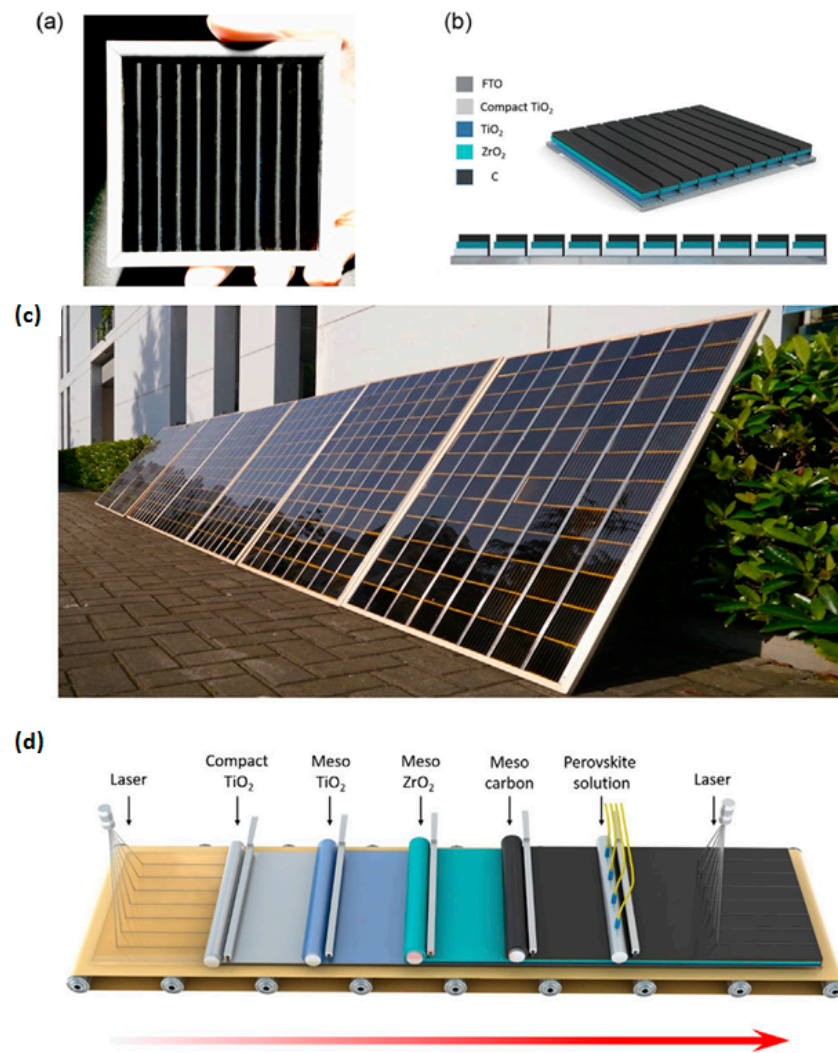 (a)
(b)
FTO
Compact TiO₂
TiO₂
ZrO₂
C
(c)
(d)
Laser
Compact
TiO₂
Meso
TiO₂
Meso
ZrO₂
Meso
carbon
Perovskite
solution
Laser